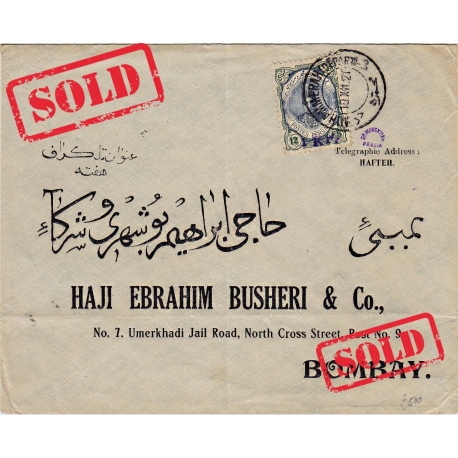 SOLD
عنوان تلگراف
هفته
Telegraphic Address:
HAFTEH.
حاجی ابراهیم بوشهری و شرکاء
بمبئی
HAJI EBRAHIM BUSHERI & Co.,
No. 7. Umerkhadi Jail Road, North Cross Street, Post No. 9
SOLD
BOMBAY.
£500